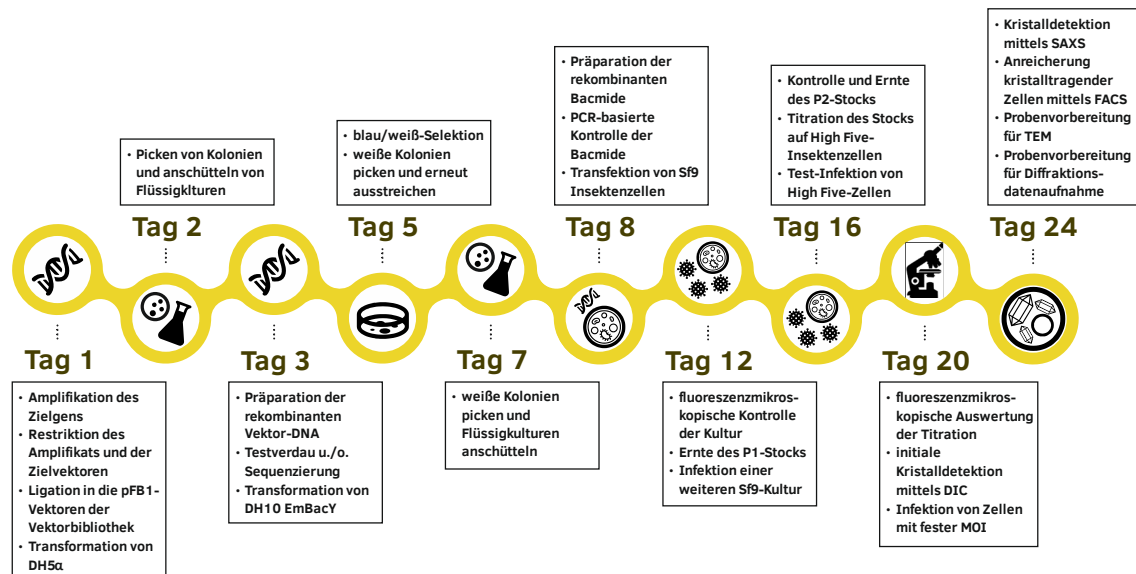 Tag 1
• Amplifikation des
Zielgens
• Restriktion des
Amplifikats und der
Zielvektoren
• Ligation in die pFB1-
Vektoren der
Vektorbibliothek
• Transformation von
DH5α
• Picken von Kolonien
und anschütteln von
Flüssigklturen
Tag 2
Tag 3
• Präparation der
rekombinanten
Vektor-DNA
• Testverdau u./o.
Sequenzierung
• Transformation von
DH10 EmBacY
• blau/weiß-Selektion
• weiße Kolonien
picken und erneut
ausstreichen
Tag 5
Tag 7
• weiße Kolonien
picken und
Flüssigkulturen
anschütteln
• Präparation der
rekombinanten
Bacmide
• PCR-basierte
Kontrolle der
Bacmide
• Transfektion von Sf9
Insektenzellen
Tag 8
Tag 12
• fluoreszenzmikros-
kopische Kontrolle
der Kultur
• Ernte des P1-Stocks
• Infektion einer
weiteren Sf9-Kultur
• Kontrolle und Ernte
des P2-Stocks
• Titration des Stocks
auf High Five-
Insektenzellen
• Test-Infektion von
High Five-Zellen
Tag 16
Tag 20
• fluoreszenzmikros-
kopische Auswertung
der Titration
• initiale
Kristalldetektion
mittels DIC
• Infektion von Zellen
mit fester MOI
• Kristalldetektion
mittels SAXS
• Anreicherung
kristalltragender
Zellen mittels FACS
• Probenvorbereitung
für TEM
• Probenvorbereitung
für Diffraktions-
datenaufnahme
Tag 24